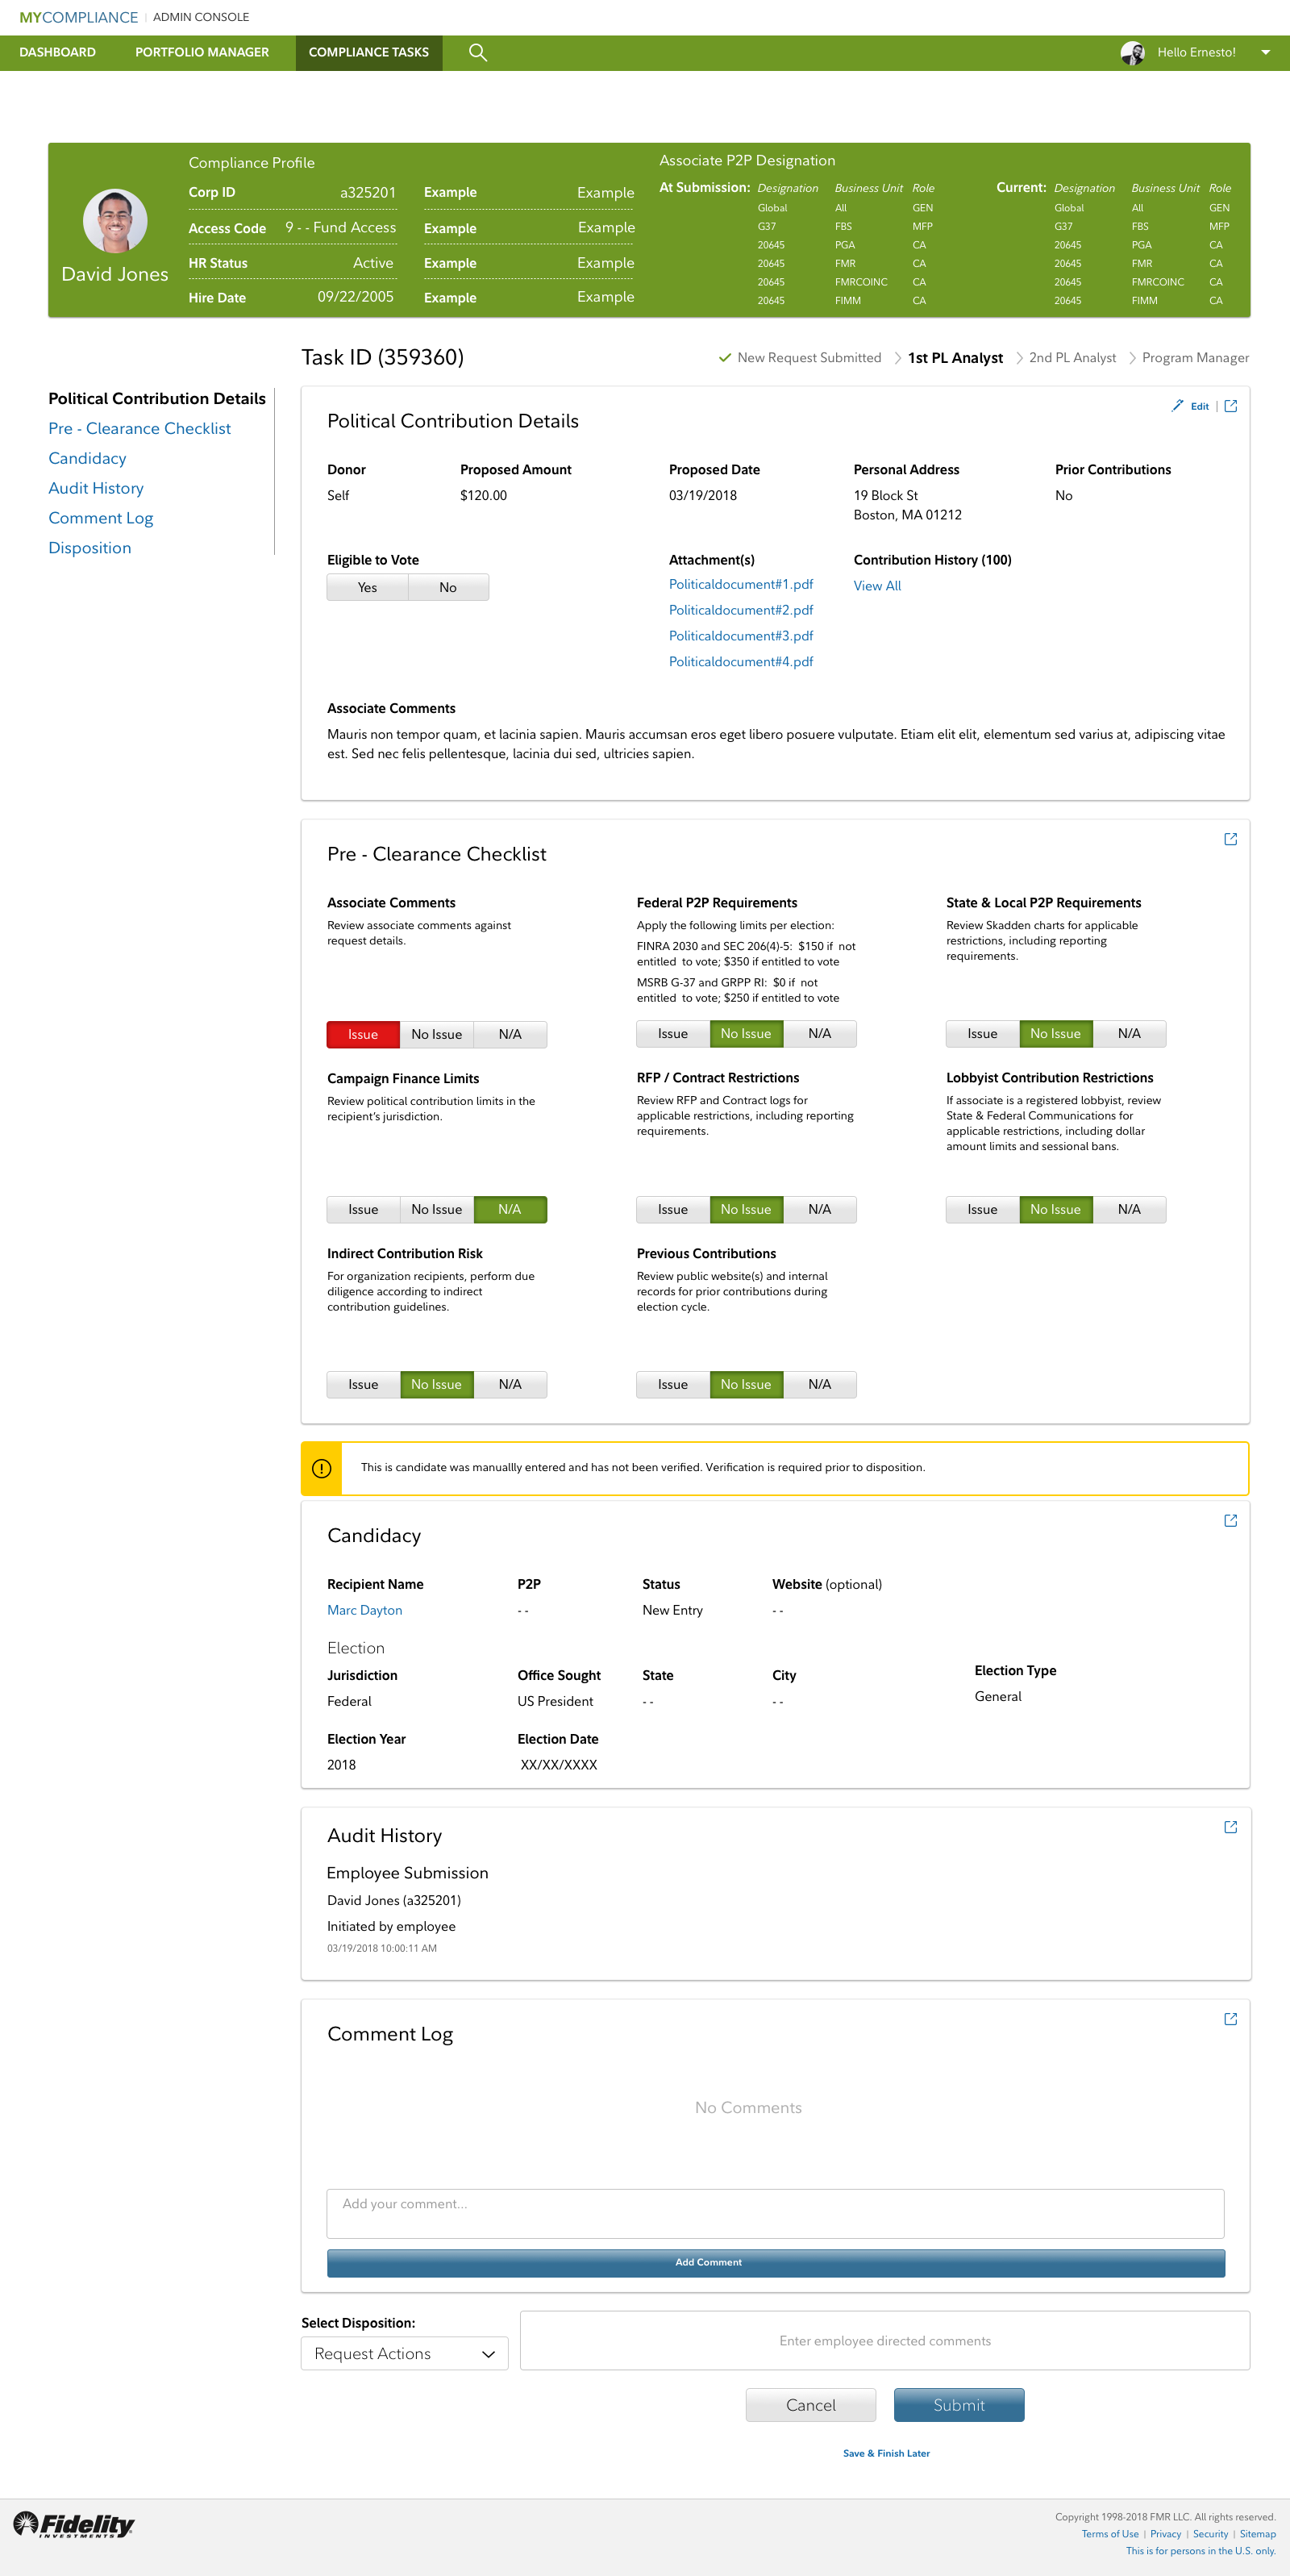 MYCOMPLIANCE | ADMIN CONSOLE
DASHBOARD PORTFOLIO MANAGER COMPLIANCE TASKS Hello Ernesto!
David Jones
Compliance Profile
Corp ID a325201 Example Example
Access Code 9 - - Fund Access Example Example
HR Status Active Example Example
Hire Date 09/22/2005 Example Example
Associate P2P Designation
At Submission: Designation Business Unit Role
Global All GEN
G37 FBS MFP
20645 PGA CA
20645 FMR CA
20645 FMRCOINC CA
20645 FIMM CA
Current: Designation Business Unit Role
Global All GEN
G37 FBS MFP
20645 PGA CA
20645 FMR CA
20645 FMRCOINC CA
20645 FIMM CA
Task ID (359360)
New Request Submitted 1st PL Analyst 2nd PL Analyst Program Manager
Political Contribution Details
Pre - Clearance Checklist
Candidacy
Audit History
Comment Log
Disposition
Edit |
Political Contribution Details
Donor Proposed Amount Proposed Date Personal Address Prior Contributions
Self $120.00 03/19/2018 19 Block St No
Boston, MA 01212
Eligible to Vote Attachment(s) Contribution History (100)
Yes No Politicaldocument#1.pdf View All
Politicaldocument#2.pdf
Politicaldocument#3.pdf
Politicaldocument#4.pdf
Associate Comments
Mauris non tempor quam, et lacinia sapien. Mauris accumsan eros eget libero posuere vulputate. Etiam elit elit, elementum sed varius at, adipiscing vitae
est. Sed nec felis pellentesque, lacinia dui sed, ultricies sapien.
Pre - Clearance Checklist
Associate Comments
Review associate comments against
request details.
Issue No Issue N/A
Federal P2P Requirements
Apply the following limits per election:
FINRA 2030 and SEC 206(4)-5: $150 if not
entitled to vote; $350 if entitled to vote
MSRB G-37 and GRPP RI: $0 if not
entitled to vote; $250 if entitled to vote
Issue No Issue N/A
State & Local P2P Requirements
Review Skadden charts for applicable
restrictions, including reporting
requirements.
Issue No Issue N/A
Campaign Finance Limits
Review political contribution limits in the
recipient's jurisdiction.
Issue No Issue N/A
RFP / Contract Restrictions
Review RFP and Contract logs for
applicable restrictions, including reporting
requirements.
Issue No Issue N/A
Lobbyist Contribution Restrictions
If associate is a registered lobbyist, review
State & Federal Communications for
applicable restrictions, including dollar
amount limits and sessional bans.
Issue No Issue N/A
Indirect Contribution Risk
For organization recipients, perform due
diligence according to indirect
contribution guidelines.
Issue No Issue N/A
Previous Contributions
Review public website(s) and internal
records for prior contributions during
election cycle.
Issue No Issue N/A
This is candidate was manuallly entered and has not been verified. Verification is required prior to disposition.
Candidacy
Recipient Name P2P Status Website (optional)
Marc Dayton - - New Entry - -
Election
Jurisdiction Office Sought State City Election Type
Federal US President - - - - General
Election Year Election Date
2018 XX/XX/XXXX
Audit History
Employee Submission
David Jones (a325201)
Initiated by employee
03/19/2018 10:00:11 AM
Comment Log
No Comments
Add your comment...
Add Comment
Select Disposition:
Request Actions
Enter employee directed comments
Cancel Submit
Save & Finish Later
Fidelity
INVESTMENTS
Copyright 1998-2018 FMR LLC. All rights reserved.
Terms of Use | Privacy | Security | Sitemap
This is for persons in the U.S. only.